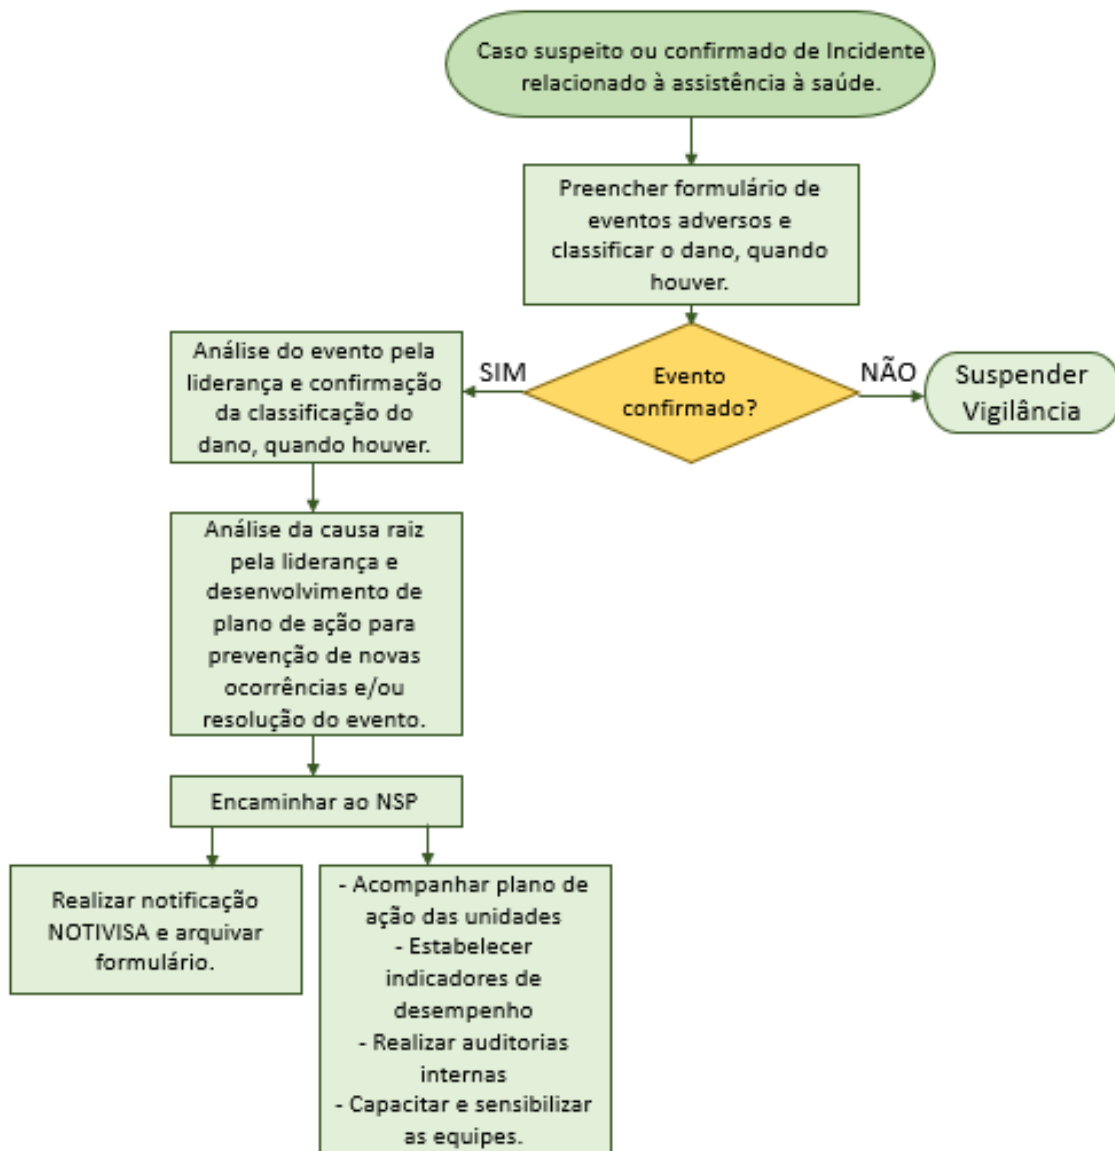 Caso suspeito ou confirmado de Incidente
relacionado à assistência à saúde.
Preencher formulário de
eventos adversos e
classificar o dano, quando
houver.
Evento
confirmado?
SIM
NÃO
Suspender
Vigilância
Análise do evento pela
liderança e confirmação
da classificação do
dano, quando houver.
Análise da causa raiz
pela liderança e
desenvolvimento de
plano de ação para
prevenção de novas
ocorrências e/ou
resolução do evento.
Encaminhar ao NSP
Realizar notificação
NOTIVISA e arquivar
formulário.
- Acompanhar plano de
ação das unidades
- Estabelecer
indicadores de
desempenho
- Realizar auditorias
internas
- Capacitar e sensibilizar
as equipes.